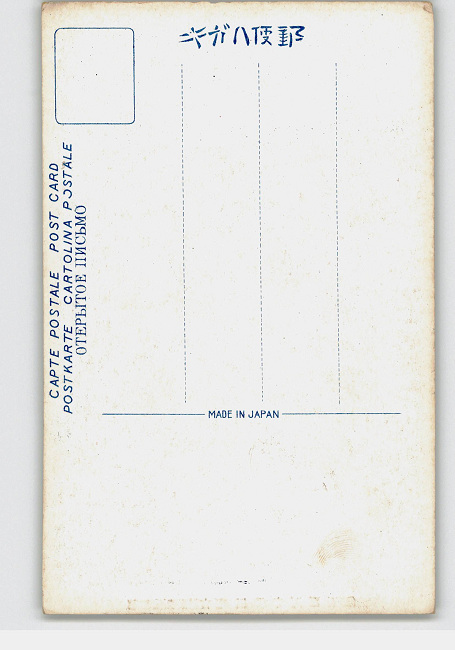 郵便ハガキ
CAPTE POSTALE POST CARD
POSTKARTE CARTOLINA POSTALE
ОТЕРЫТОЕ ПИСЬМО
MADE IN JAPAN